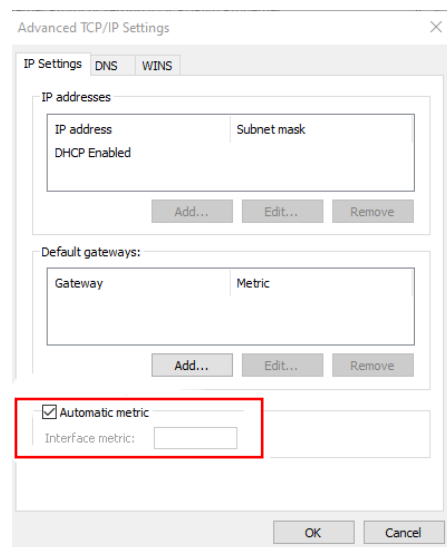 Advanced TCP/IP Settings
IP Settings DNS WINS
IP addresses
IP address Subnet mask
DHCP Enabled
Add... Edit... Remove
Default gateways:
Gateway Metric
Add... Edit... Remove
Automatic metric
Interface metric:
OK Cancel